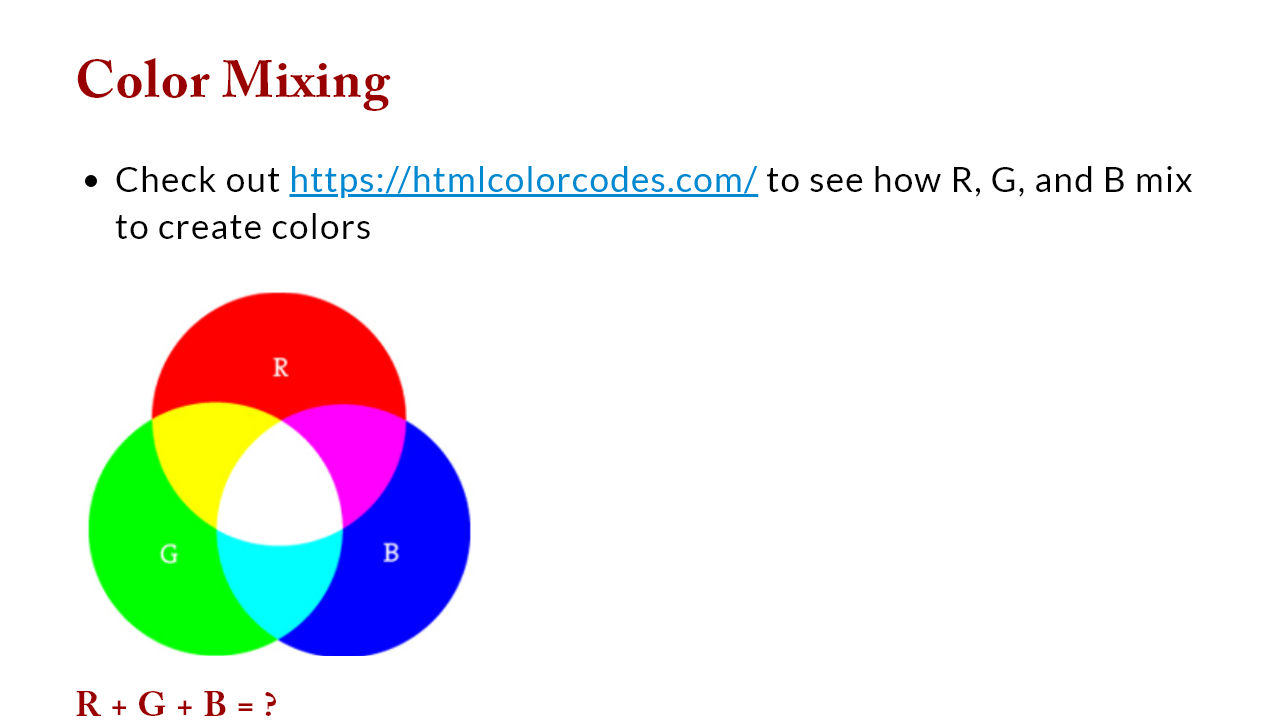 Color Mixing
• Check out https://htmlcolorcodes.com/ to see how R, G, and B mix
to create colors
R
G
B
R + G + B = ?